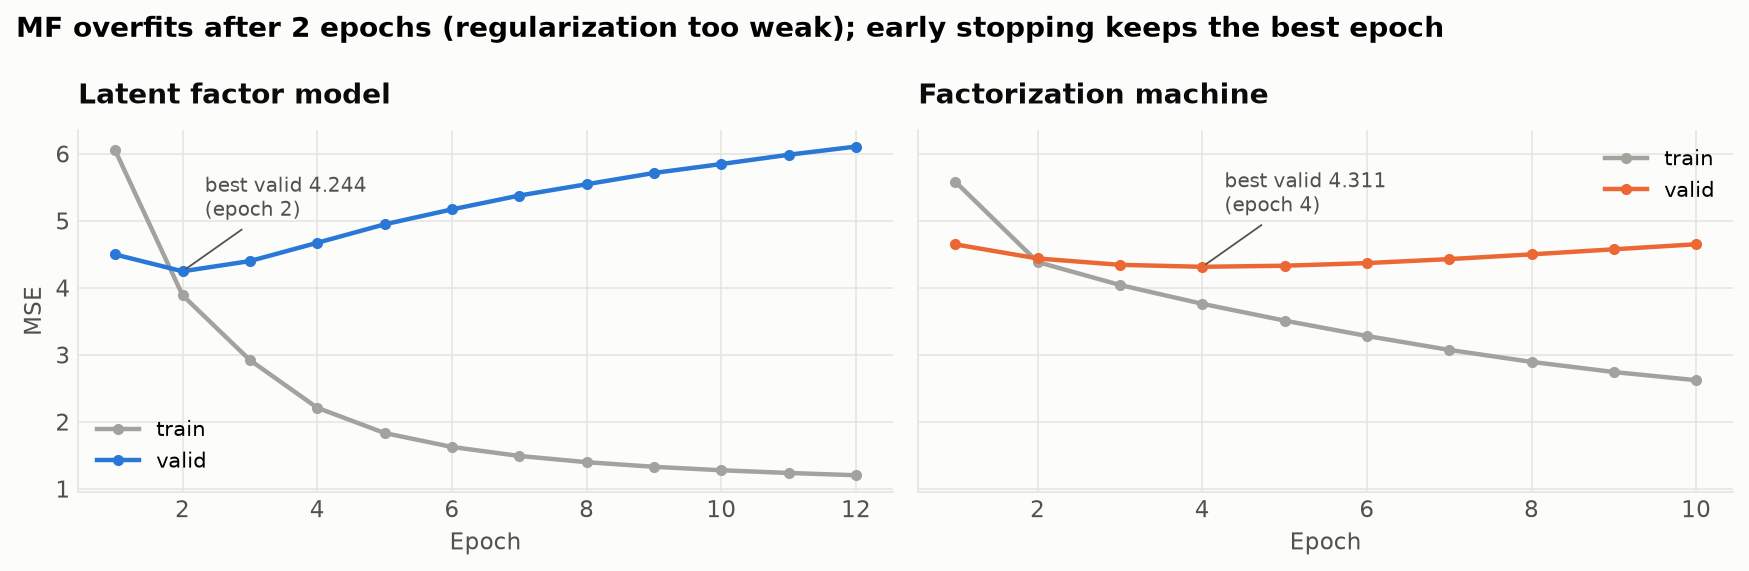 MF overfits after 2 epochs (regularization too weak); early stopping keeps the best epoch
Latent factor model
MSE
6
5
4
3
2
1
best valid 4.244
(epoch 2)
train
valid
2 4 6 8 10 12
Epoch
Factorization machine
best valid 4.311
(epoch 4)
train
valid
2 4 6 8 10
Epoch